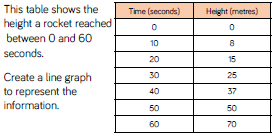 This table shows the
height a rocket reached
between 0 and 60
seconds.
Create a line graph
to represent the
information.
Time (seconds) Height (metres)
0 0
10 8
20 15
30 25
40 37
50 50
60 70